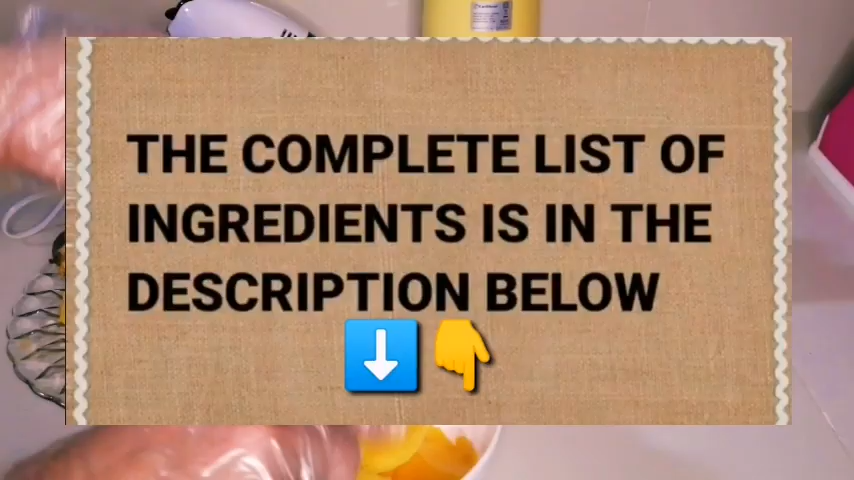 THE COMPLETE LIST OF
INGREDIENTS IS IN THE
DESCRIPTION BELOW